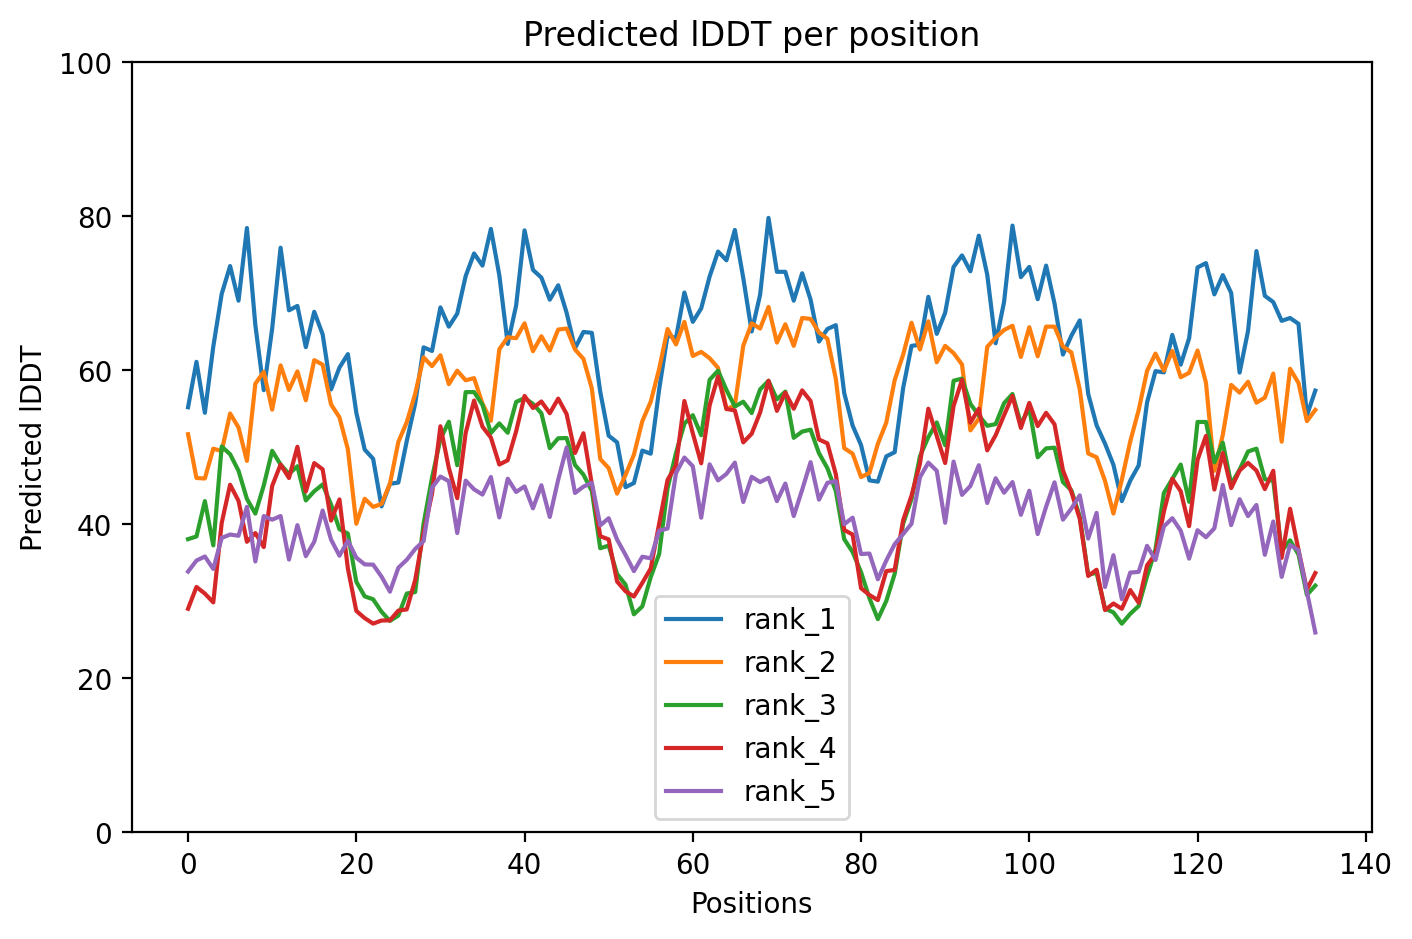 Predicted lDDT per position
Predicted lDDT
100
80
60
40
20
0
rank_1
rank_2
rank_3
rank_4
rank_5
0 20 40 60 80 100 120 140
Positions